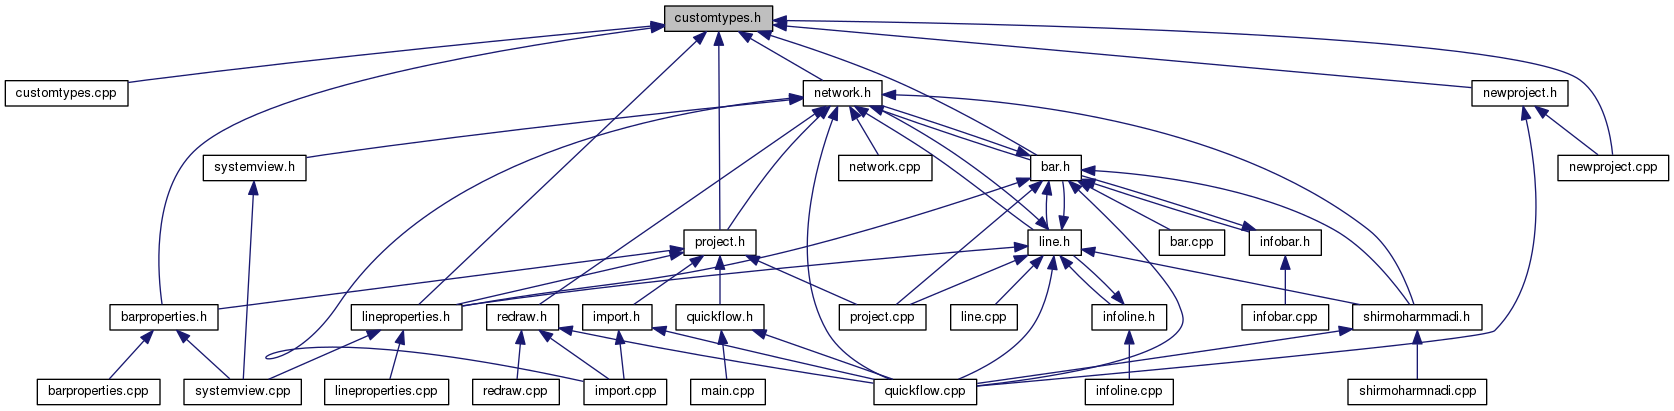 customtypes.h
customtypes.cpp
network.h
newproject.h
systemview.h
network.cpp
bar.h
newproject.cpp
project.h
line.h
bar.cpp
infobar.h
barproperties.h
lineproperties.h
redraw.h
import.h
quickflow.h
project.cpp
line.cpp
infoline.h
infobar.cpp
shirmoharmmadi.h
barproperties.cpp
systemview.cpp
lineproperties.cpp
redraw.cpp
import.cpp
main.cpp
quickflow.cpp
infoline.cpp
shirmoharmnadi.cpp